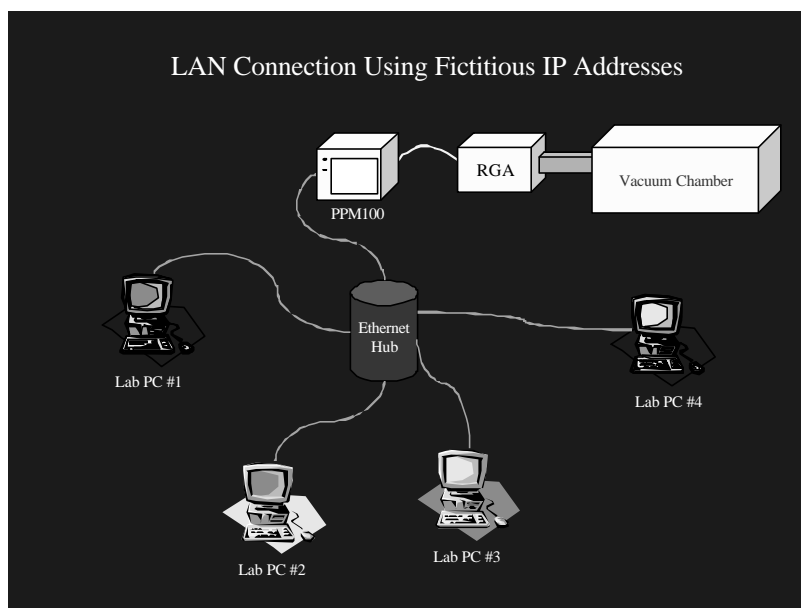 LAN Connection Using Fictitious IP Addresses
RGA
Vacuum Chamber
PPM100
Ethernet
Hub
Lab PC #1
Lab PC #4
Lab PC #3
Lab PC #2